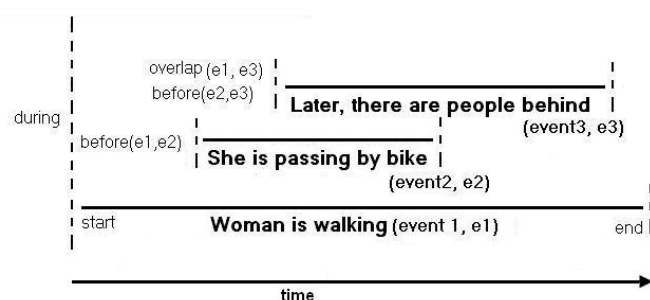 overlap (e1, e3)
before(e2,e3)
Later, there are people behind
during
(event3, e3)
before(e1,e2)
She is passing by bike
(event2, e2)
start
Woman is walking (event 1, e1)
end
time